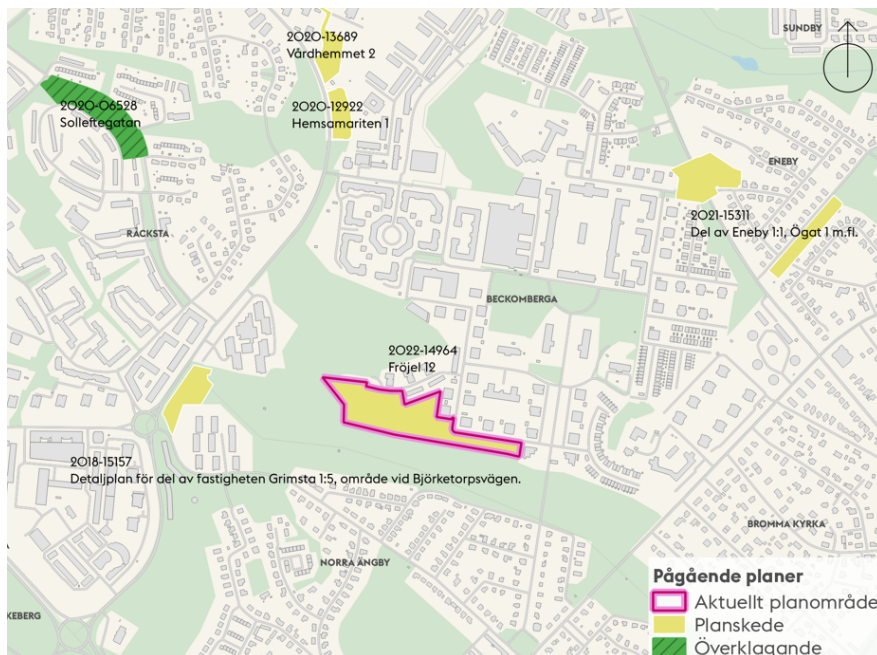 2020-13689
Vårdhemmet 2
SUNDBY
2020-06528
Solleftegatan
2020-12922
Hemsamariten 1
ENEBY
2021-15311
Del av Eneby 1:1, Ögat 1 m.fl.
RÅCKSTA
BECKOMBERGA
2022-14964
Fröjel 12
2018-15157
Detaljplan för del av fastigheten Grimsta 1:5, område vid Björketorpsvägen.
BROMMA KYRKA
NORRA ÄNGBY
KEBERG
Pågående planer
Aktuellt planområde
Planskede
Överklagande